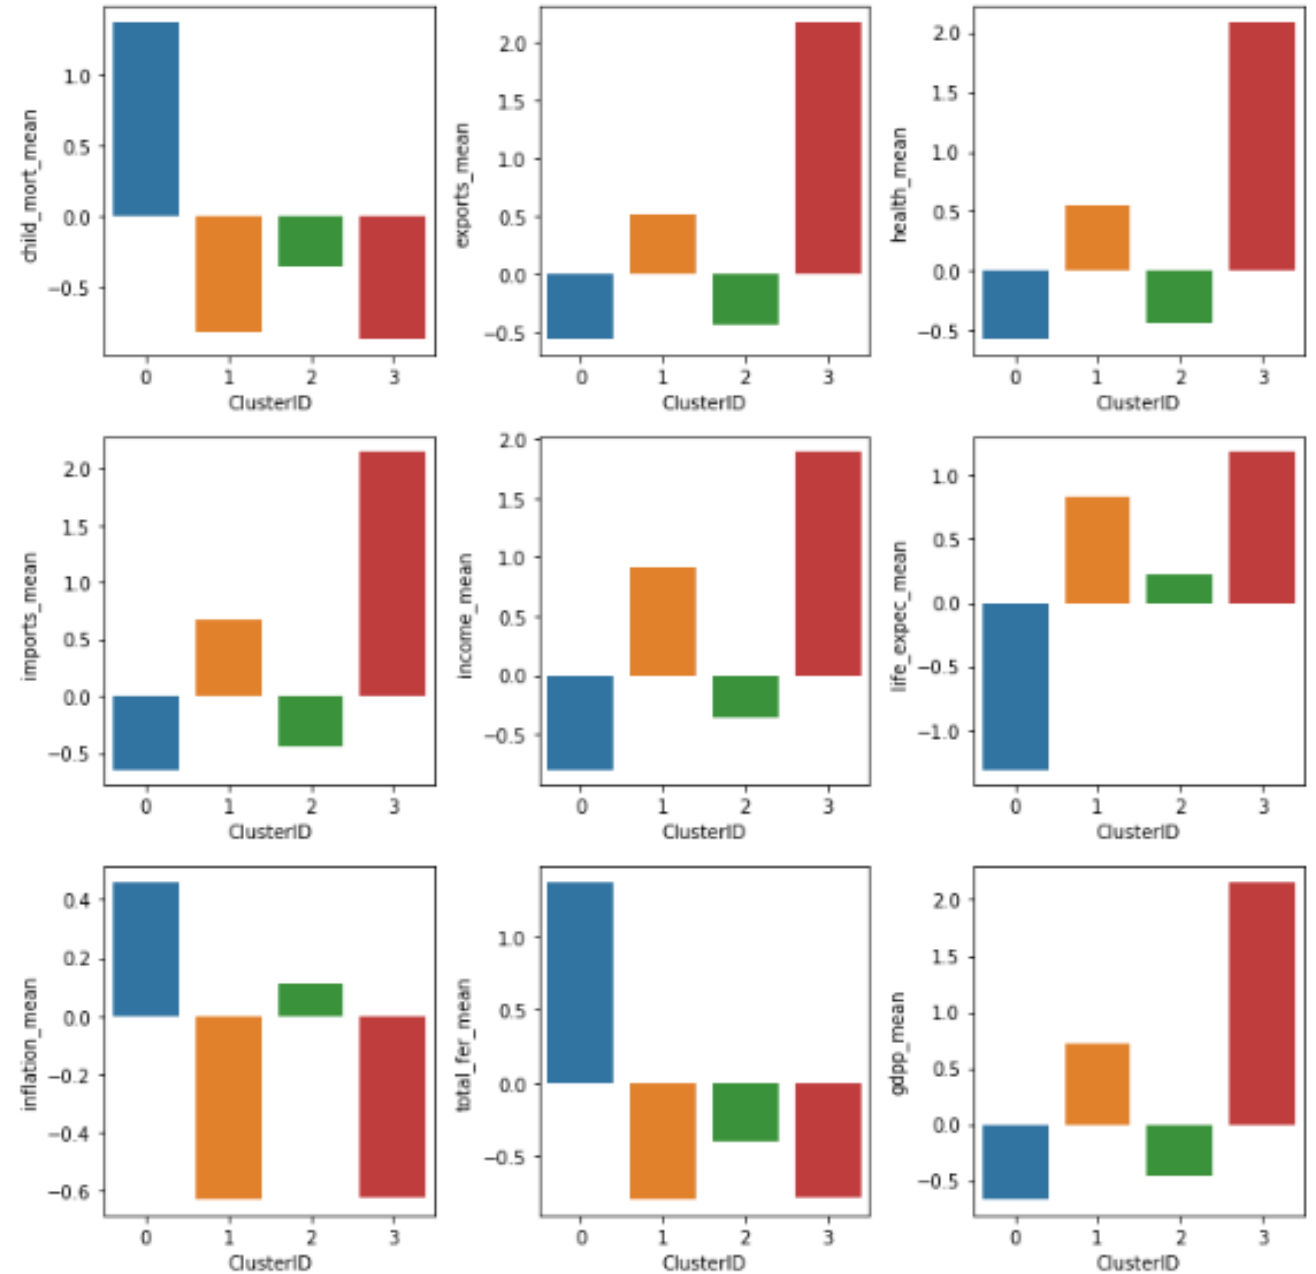 child_mort_mean
1.0
0.5
0.0
−0.5
0 1 2 3
ClusterID
exports_mean
2.0
1.5
1.0
0.5
0.0
−0.5
0 1 2 3
ClusterID
health_mean
2.0
1.5
1.0
0.5
0.0
−0.5
0 1 2 3
ClusterID
imports_mean
2.0
1.5
1.0
0.5
0.0
−0.5
0 1 2 3
ClusterID
income_mean
2.0
1.5
1.0
0.5
0.0
−0.5
0 1 2 3
ClusterID
life_expec_mean
1.0
0.5
0.0
−0.5
−1.0
0 1 2 3
ClusterID
inflation_mean
0.4
0.2
0.0
−0.2
−0.4
−0.6
0 1 2 3
ClusterID
total_fer_mean
1.0
0.5
0.0
−0.5
0 1 2 3
ClusterID
gdpp_mean
2.0
1.5
1.0
0.5
0.0
−0.5
0 1 2 3
ClusterID